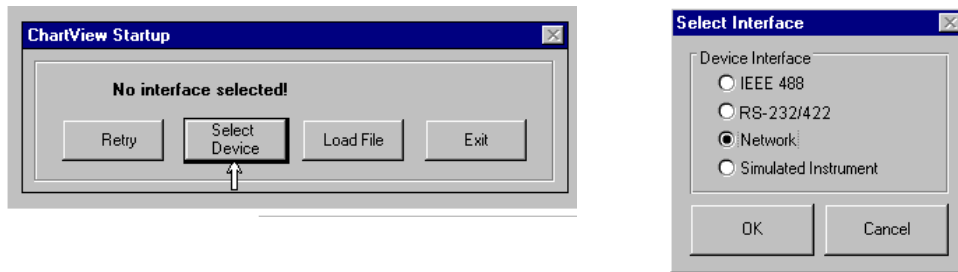 ChartView Startup
No interface selected!
Retry
Select
Device
Load File
Exit
Select Interface
Device Interface
IEEE 488
RS-232/422
Network
Simulated Instrument
OK
Cancel